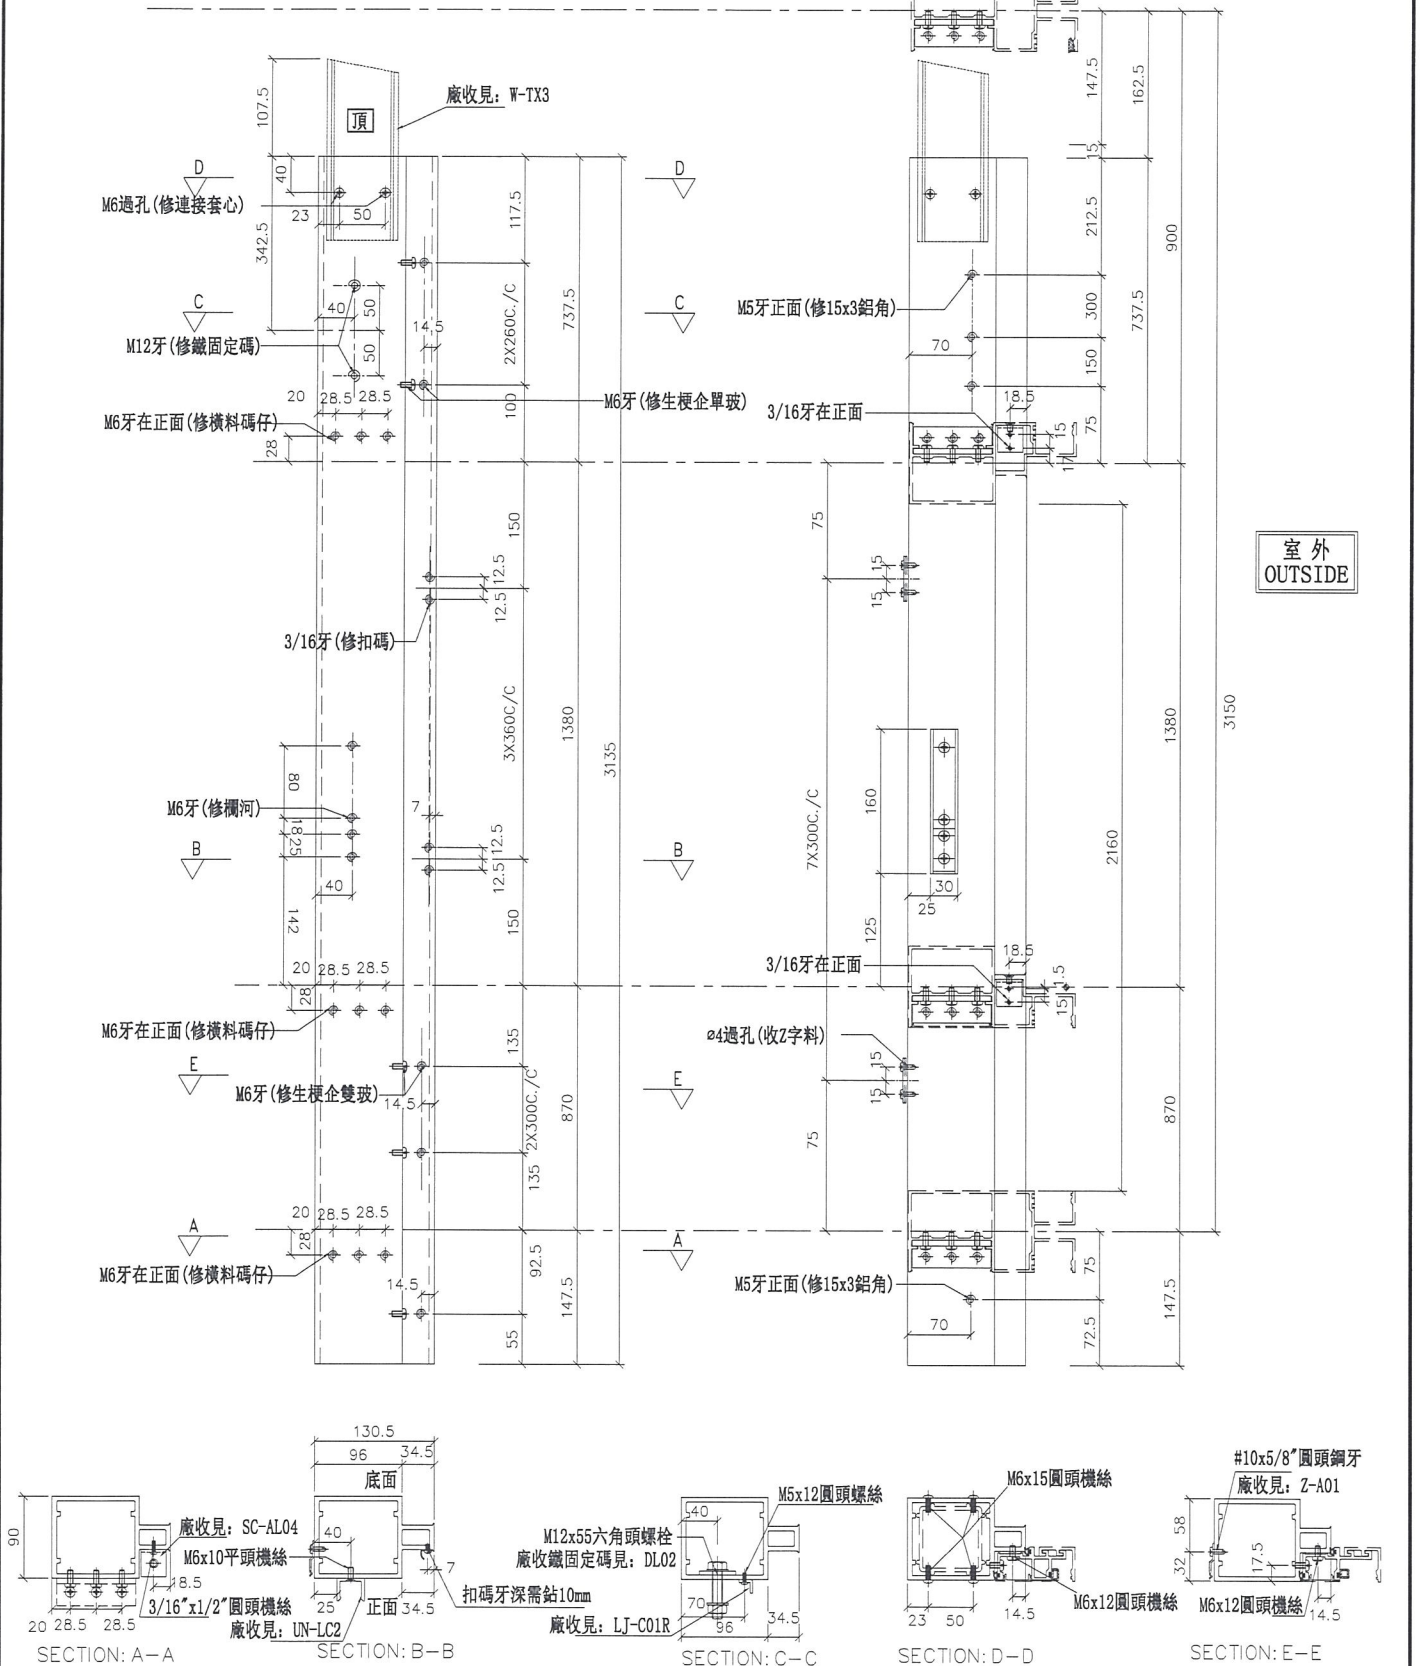 147.5
162.5
廠收見: W-TX3
頂
107.5
15
D
D
40
M6過孔(修連接套心)
23
50
117.5
212.5
342.5
900
C
C
40
50
14.5
M5牙正面(修15x3鋁角)
300
2X260C./C
737.5
737.5
M12牙(修鐵固定碼)
50
70
150
20
28.5
28.5
100
M6牙(修生梗企單玻)
18.5
3/16牙在正面
M6牙在正面(修橫料碼仔)
28
15
75
17
150
75
室外
OUTSIDE
12.5
12.5
15
15
3/16牙(修扣碼)
3X360C/C
1380
3135
1380
3150
80
160
M6牙(修欄河)
18
25
7
7X300C./C
2160
B
B
12.5
12.5
40
30
25
142
150
125
3/16牙在正面
18.5
20
28.5
28.5
28
1.5
15
M6牙在正面(修橫料碼仔)
135
ø4過孔(收Z字料)
E
E
15
15
M6牙(修生梗企雙玻)
14.5
2X300C./C
870
870
75
135
20
28.5
28.5
A
A
28
92.5
M6牙在正面(修橫料碼仔)
14.5
147.5
M5牙正面(修15x3鋁角)
75
147.5
70
55
72.5
130.5
96
34.5
底面
90
廠收見: SC-AL04
M6x10平頭機絲
40
18.5
7
扣碼牙深需鉆10mm
3/16"x1/2"圓頭機絲
25
正面
34.5
20
28.5
28.5
廠收見: UN-LC2
SECTION: A-A
SECTION: B-B
M5x12圓頭螺絲
40
M12x55六角頭螺栓
廠收鐵固定碼見: DL02
70
34.5
96
廠收見: LJ-C01R
SECTION: C-C
M6x15圓頭機絲
M6x12圓頭機絲
23
50
14.5
SECTION: D-D
#10x5/8"圓頭鋼牙
廠收見: Z-A01
58
32
17.5
M6x12圓頭機絲
14.5
SECTION: E-E